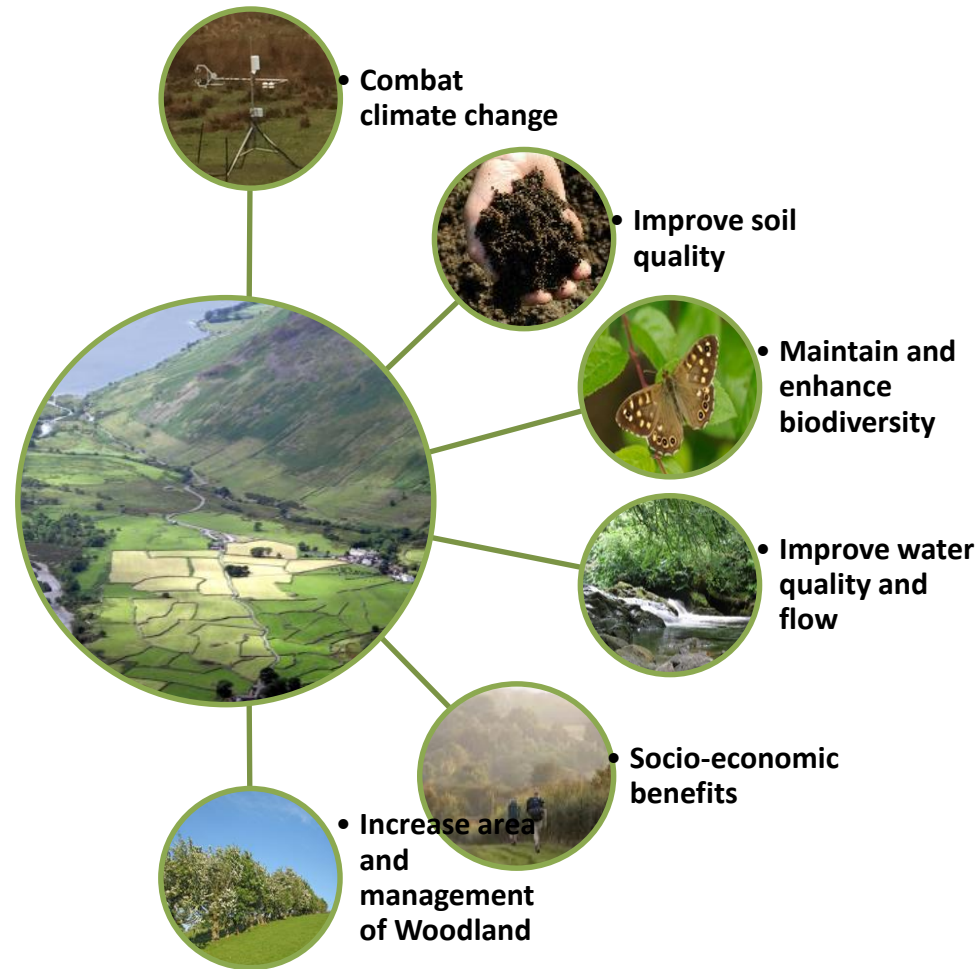 • Combat
climate change
• Improve soil
quality
• Maintain and
enhance
biodiversity
• Improve water
quality and
flow
• Socio-economic
benefits
• Increase area
and
management
of Woodland